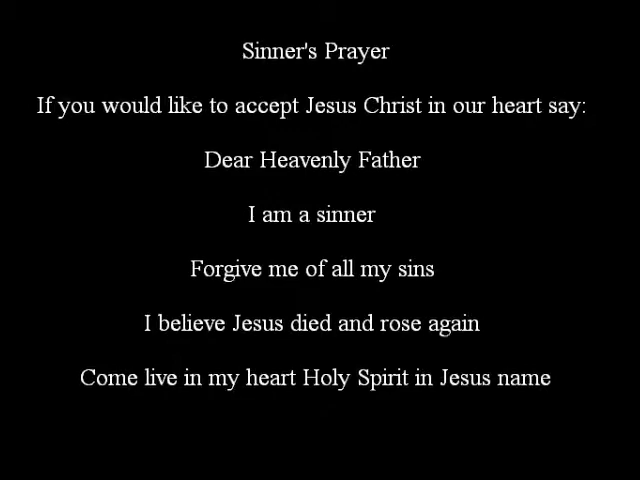 Sinner's Prayer
If you would like to accept Jesus Christ in our heart say:
Dear Heavenly Father
I am a sinner
Forgive me of all my sins
I believe Jesus died and rose again
Come live in my heart Holy Spirit in Jesus name